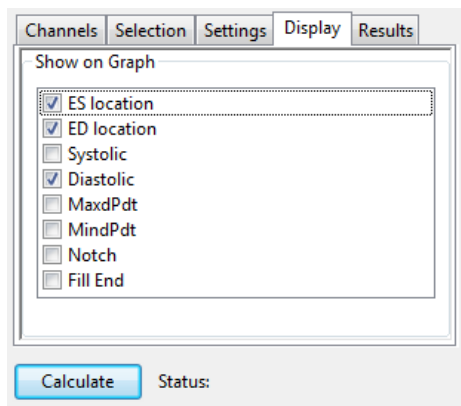 Channels Selection Settings Display Results
Show on Graph
ES location
ED location
Systolic
Diastolic
MaxdPdt
MindPdt
Notch
Fill End
Calculate Status: